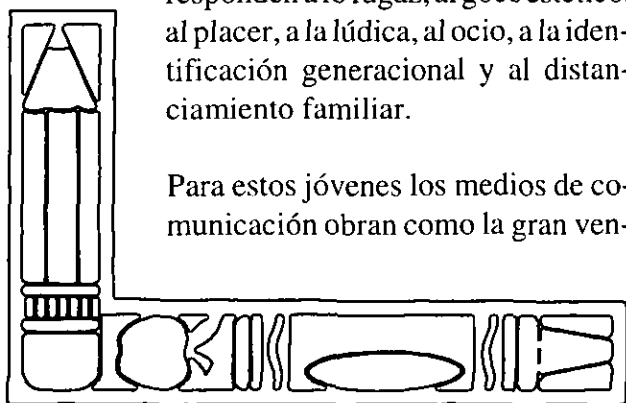 al placer, a la lúdica, al ocio, a la iden-
tificación generacional y al distan-
ciamiento familiar.
Para estos jóvenes los medios de co-
municación obran como la gran ven-